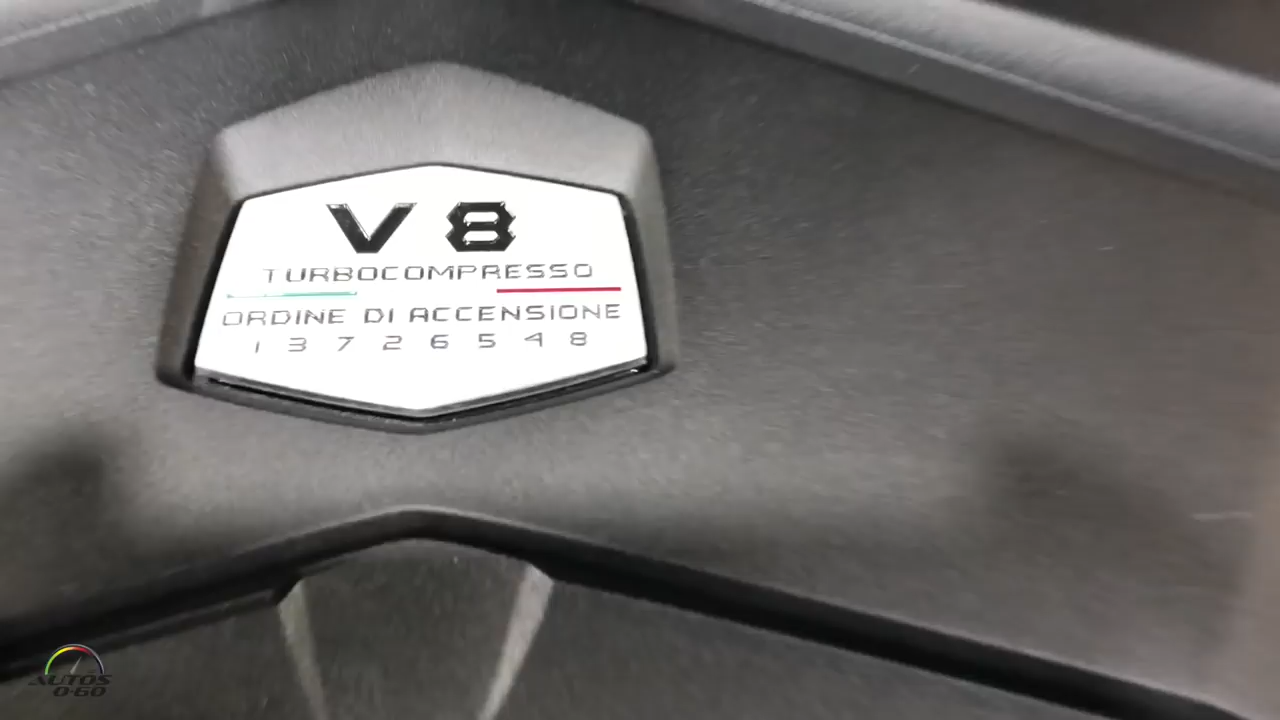 V8
TURBOCOMPRESSO
ORDINE DI ACCENSIONE
1 3 7 2 6 5 4 8
AUTOS
0-60